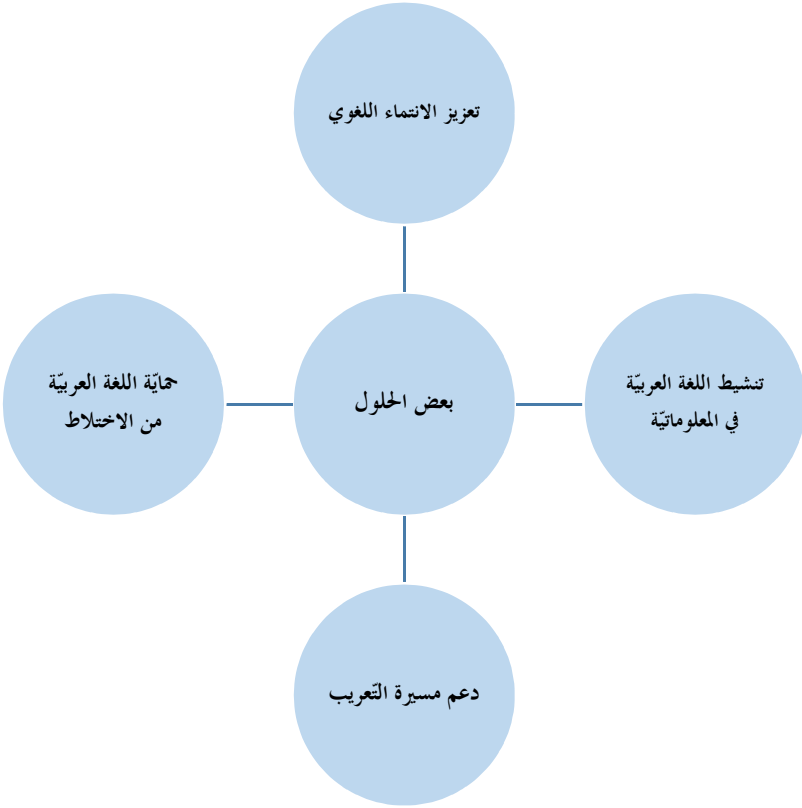 تعزيز الانتماء اللغوي
تنشيط اللغة العربيّة
في المعلوماتيّة
بعض الحلول
حمايّة اللغة العربيّة
من الاختلاط
دعم مسيرة التّعريب